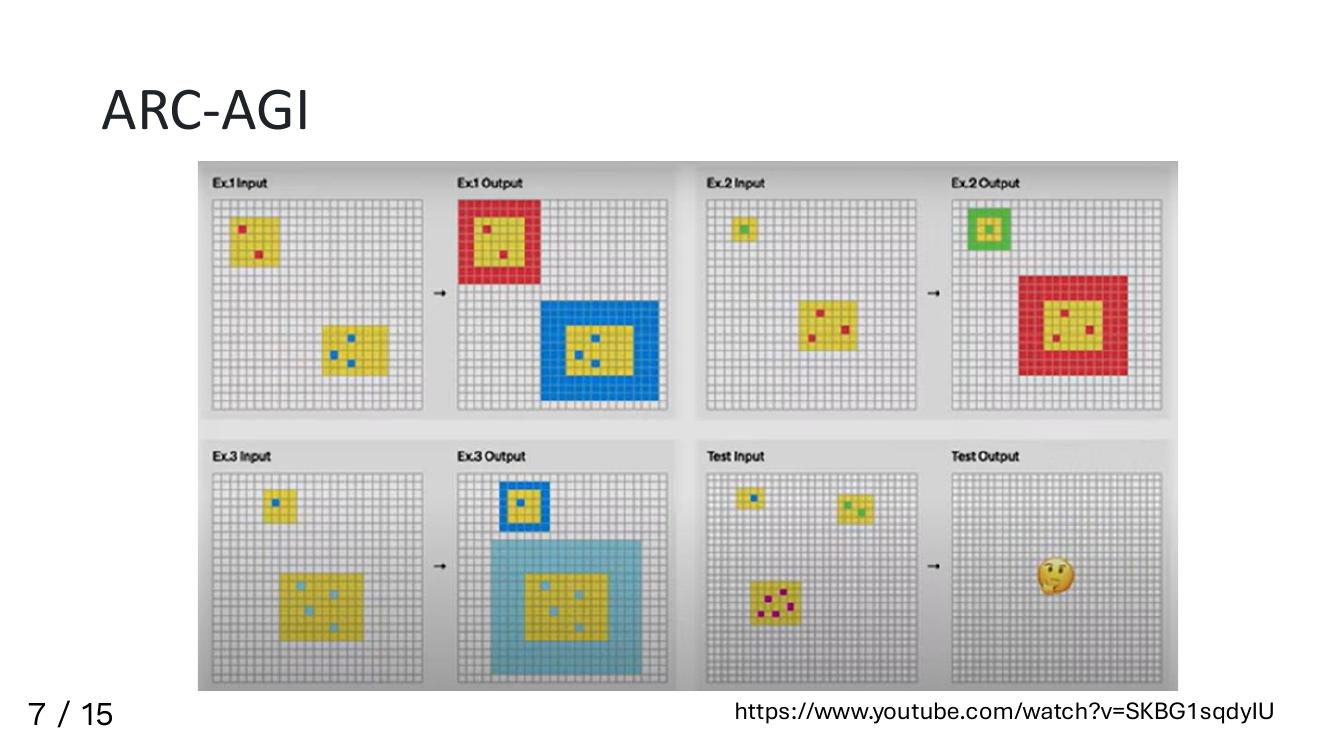 ARC-AGI
Ex.1 Input
Ex.1 Output
Ex.2 Input
Ex.2 Output
Ex.3 Input
Ex.3 Output
Test Input
Test Output
7 / 15
https://www.youtube.com/watch?v=SKBG1sqdyIU